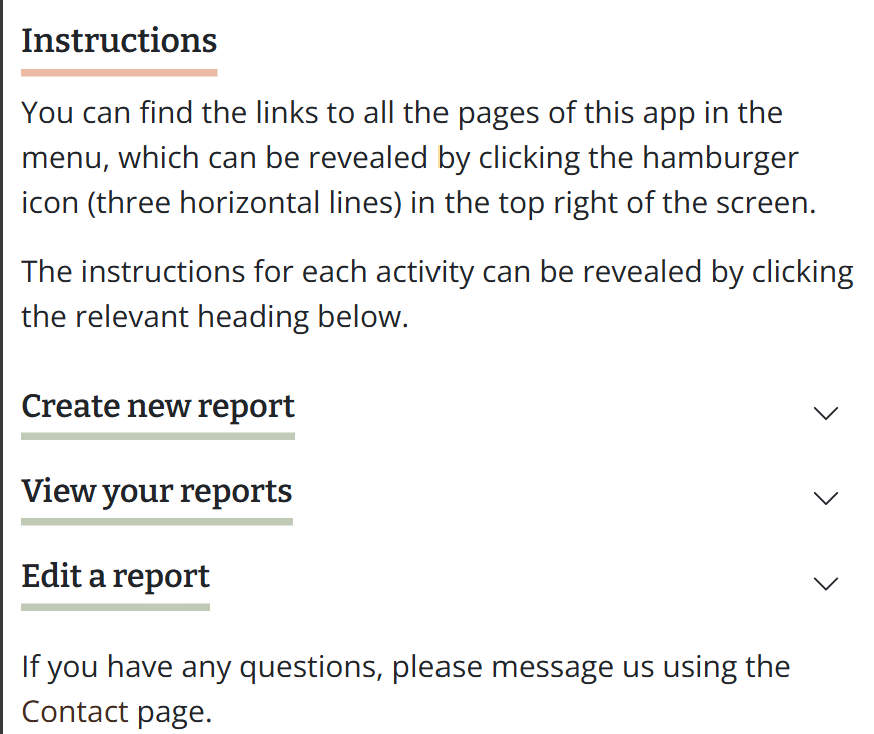 Instructions
You can find the links to all the pages of this app in the
menu, which can be revealed by clicking the hamburger
icon (three horizontal lines) in the top right of the screen.
The instructions for each activity can be revealed by clicking
the relevant heading below.
Create new report
View your reports
Edit a report
If you have any questions, please message us using the
Contact page.